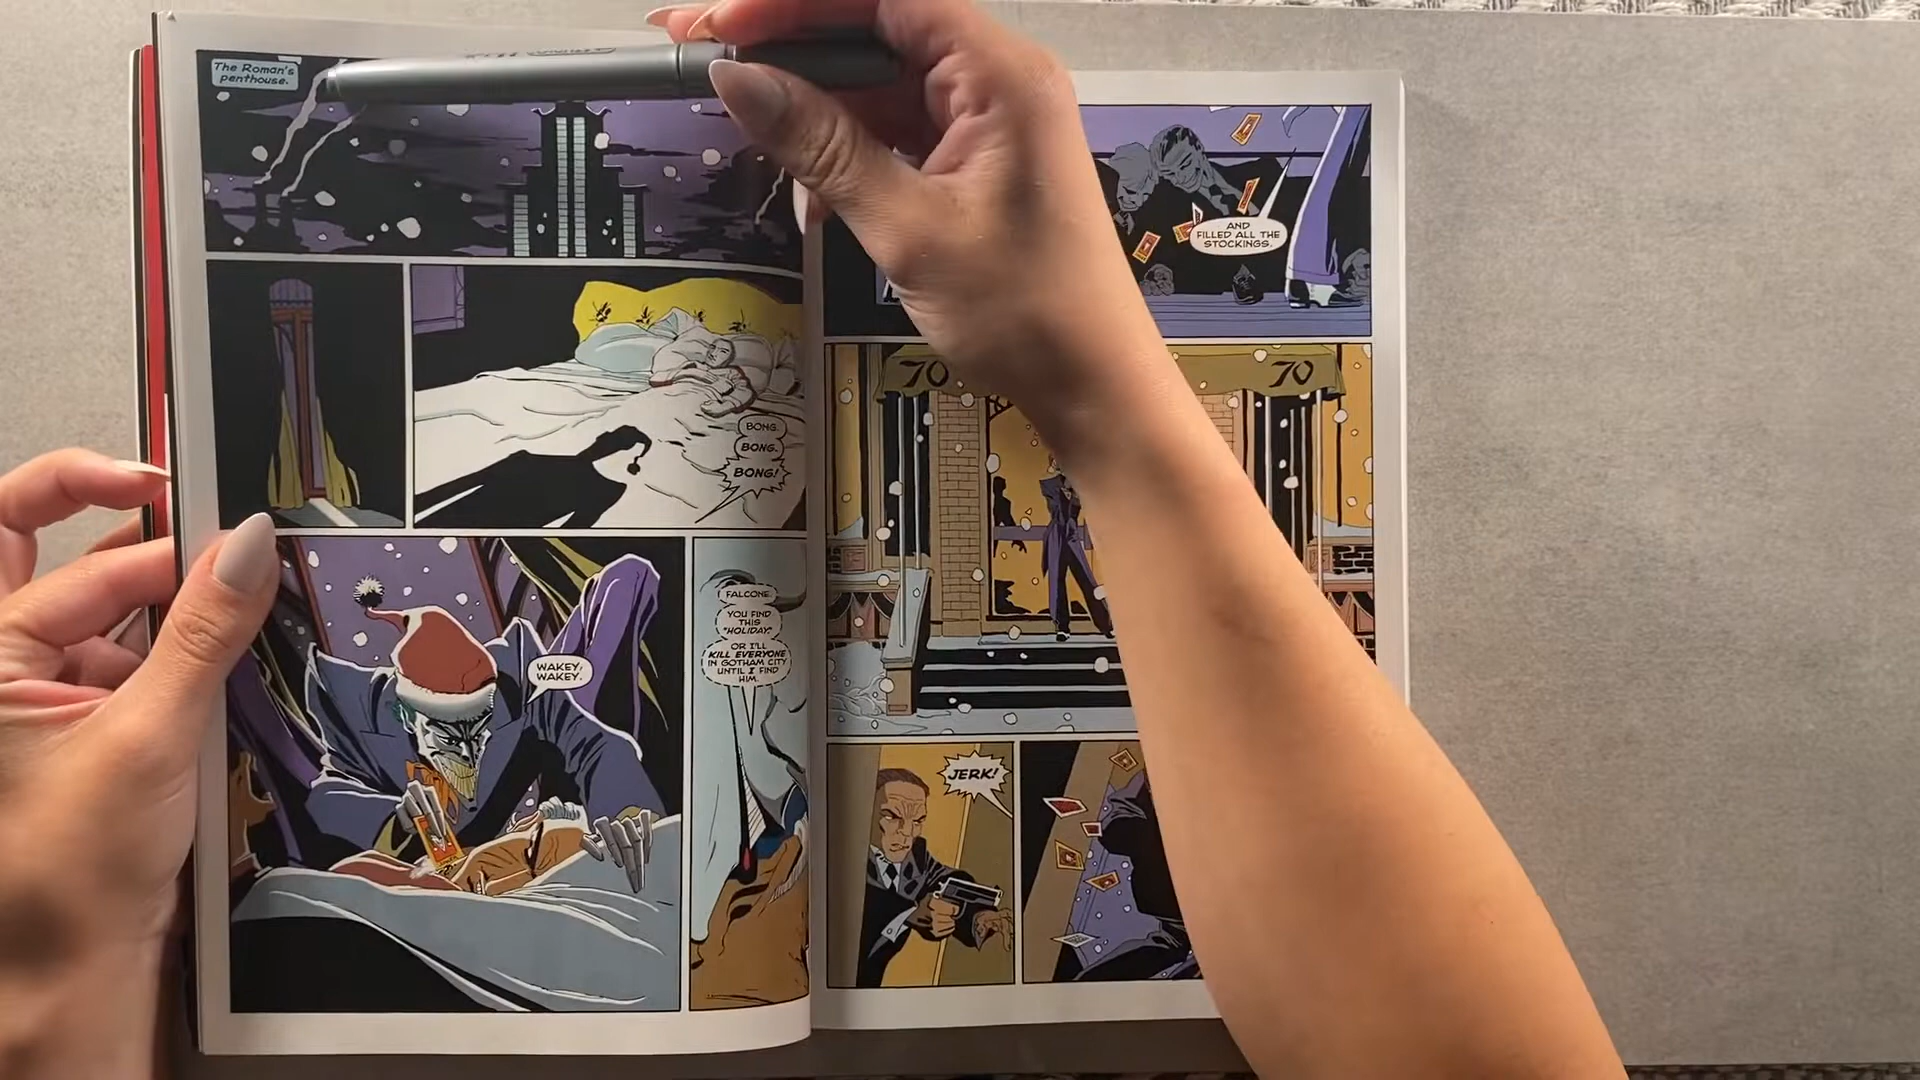 The Roman's
penthouse.
BONG.
BONG.
BONG!
WAKEY,
WAKEY.
FALCONE.
YOU FIND
THIS
"HOLIDAY."
OR I'LL
KILL EVERYONE
IN GOTHAM CITY
UNTIL I FIND
HIM.
AND
FILLED ALL THE
STOCKINGS.
70
70
JERK!